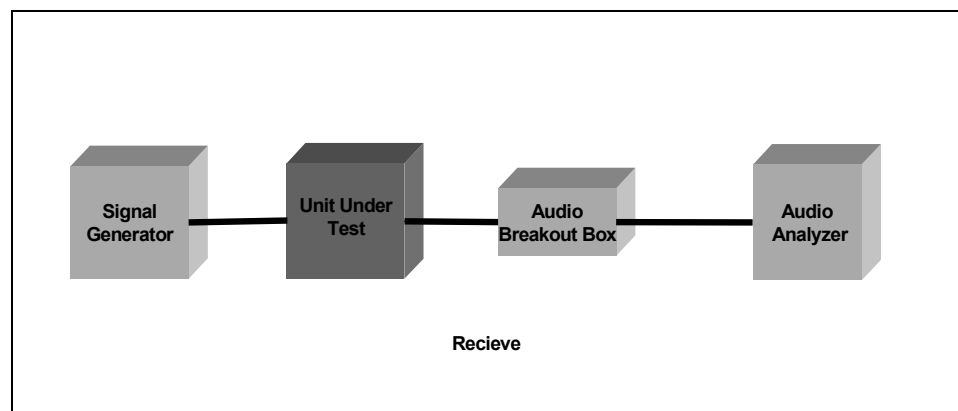 Signal
Generator
Unit Under
Test
Audio
Breakout Box
Audio
Analyzer
Recieve